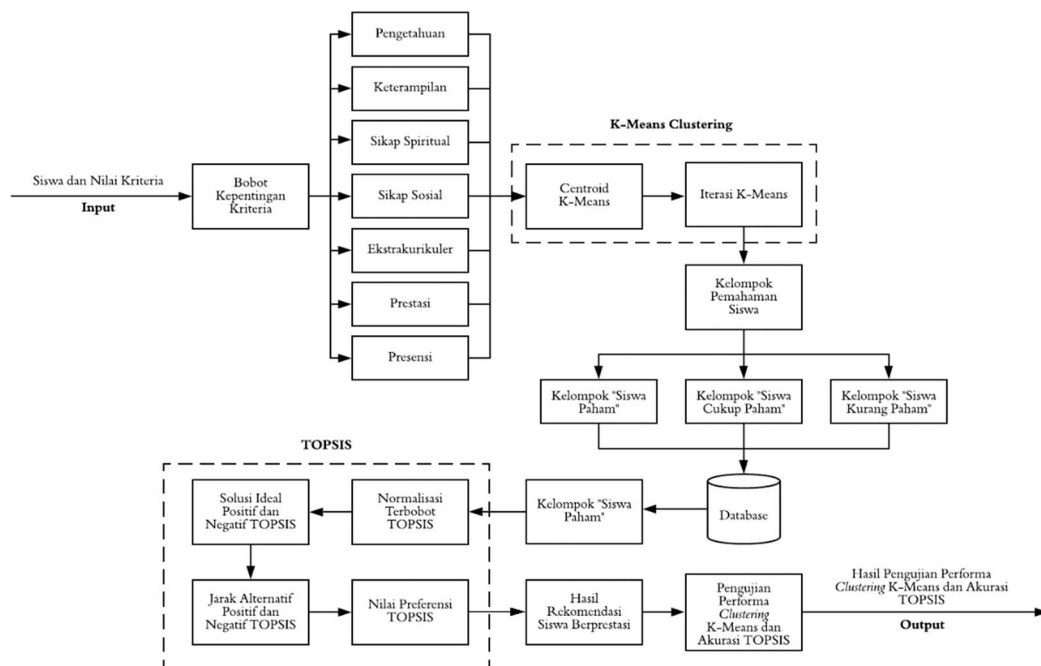 Pengetahuan
Keterampilan
Sikap Spiritual
K-Means Clustering
Siswa dan Nilai Kriteria
Input
Bobot
Kepentingan
Kriteria
Sikap Sosial
Centroid
K-Means
Iterasi K-Means
Ekstrakurikuler
Prestasi
Presensi
Kelompok
Pemahaman
Siswa
Kelompok "Siswa
Paham"
Kelompok "Siswa
Cukup Paham"
Kelompok "Siswa
Kurang Paham"
TOPSIS
Solusi Ideal
Positif dan
Negatif TOPSIS
Normalisasi
Terbobot
TOPSIS
Kelompok "Siswa
Paham"
Database
Jarak Alternatif
Positif dan
Negatif TOPSIS
Nilai Preferensi
TOPSIS
Hasil
Rekomendasi
Siswa Berprestasi
Pengujian
Performa
Clustering
K-Means dan
Akurasi TOPSIS
Hasil Pengujian Performa
Clustering K-Means dan Akurasi
TOPSIS
Output